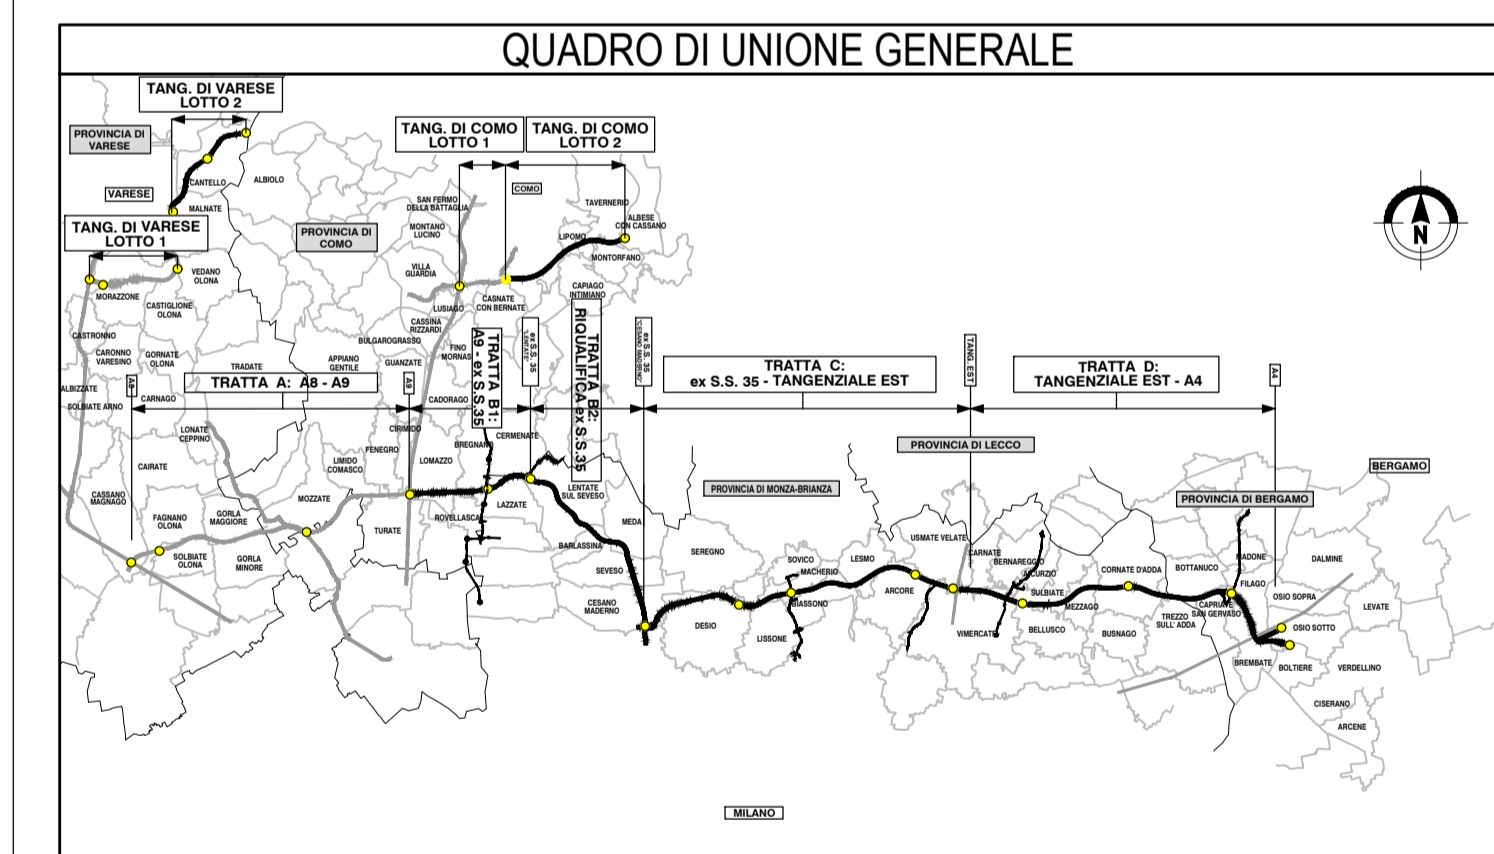 QUADRO DI UNIONE GENERALE
TANG. DI VARESE
LOTTO 2
PROVINCIA DI
VARESE
TANG. DI COMO
LOTTO 1
TANG. DI COMO
LOTTO 2
CANTELLO
ALBIOLO
VARESE
MALNATE
COMO
SAN FERMO
DELLA BATTAGLIA
TAVERNERIO
ALBESE
CON CASSANO
TANG. DI VARESE
LOTTO 1
PROVINCIA DI
COMO
MONTANO
LUCINO
LIPOMO
MONTORFANO
N
VILLA
GUARDIA
VEDANO
OLONA
MORAZZONE
CASTIGLIONE
OLONA
CAPIAGO
INTIMIANO
CASNATE
CON BERNATE
LUSIAGO
CASSINA
RIZZARDI
CASTRONNO
BULGAROGRASSO
CARONNO
VARESINO
GORNATE
OLONA
TRADATE
APPIANO
GENTILE
GUANZATE
FINO
MORNAS
TRATTA B1:
A9 - ex S.S.35
ex S.S. 35
"LENTATE"
TRATTA B2:
RIQUALIFICA ex S.S.35
ex S.S. 35
"CESANO MADERNO"
TRATTA C:
ex S.S. 35 - TANGENZIALE EST
TANG. EST
TRATTA D:
TANGENZIALE EST - A4
A4
ALBIZZATE
A8
TRATTA A: A8 - A9
A9
SOLBIATE ARNO
CARNAGO
CADORAGO
LONATE
CEPPINO
CIRIMIDO
CERMENATE
BREGNANO
FENEGRO
LOMAZZO
LIMIDO
COMASCO
CAIRATE
PROVINCIA DI LECCO
BERGAMO
CASSANO
MAGNAGO
MOZZATE
LENTATE
SUL SEVESO
LAZZATE
PROVINCIA DI MONZA-BRIANZA
PROVINCIA DI BERGAMO
FAGNANO
OLONA
GORLA
MAGGIORE
TURATE
ROVELLASCA
MEDA
BARLASSINA
SEREGNO
SOLBIATE
OLONA
GORLA
MINORE
SEVESO
SOVICO
MACHERIO
LESMO
USMATE VELATE
CARNATE
BERNAREGGIO
AICURZIO
CORNATE D'ADDA
BOTTANUCO
MADONE
DALMINE
FILAGO
OSIO SOPRA
CESANO
MADERNO
BIASSONO
ARCORE
SULBIATE
MEZZAGO
CAPRIATE
SAN GERVASO
LEVATE
DESIO
LISSONE
VIMERCATE
BELLUSCO
BUSNAGO
TREZZO
SULL' ADDA
OSIO SOTTO
BREMBATE
BOLTIERE
VERDELLINO
CISERANO
ARCENE
MILANO